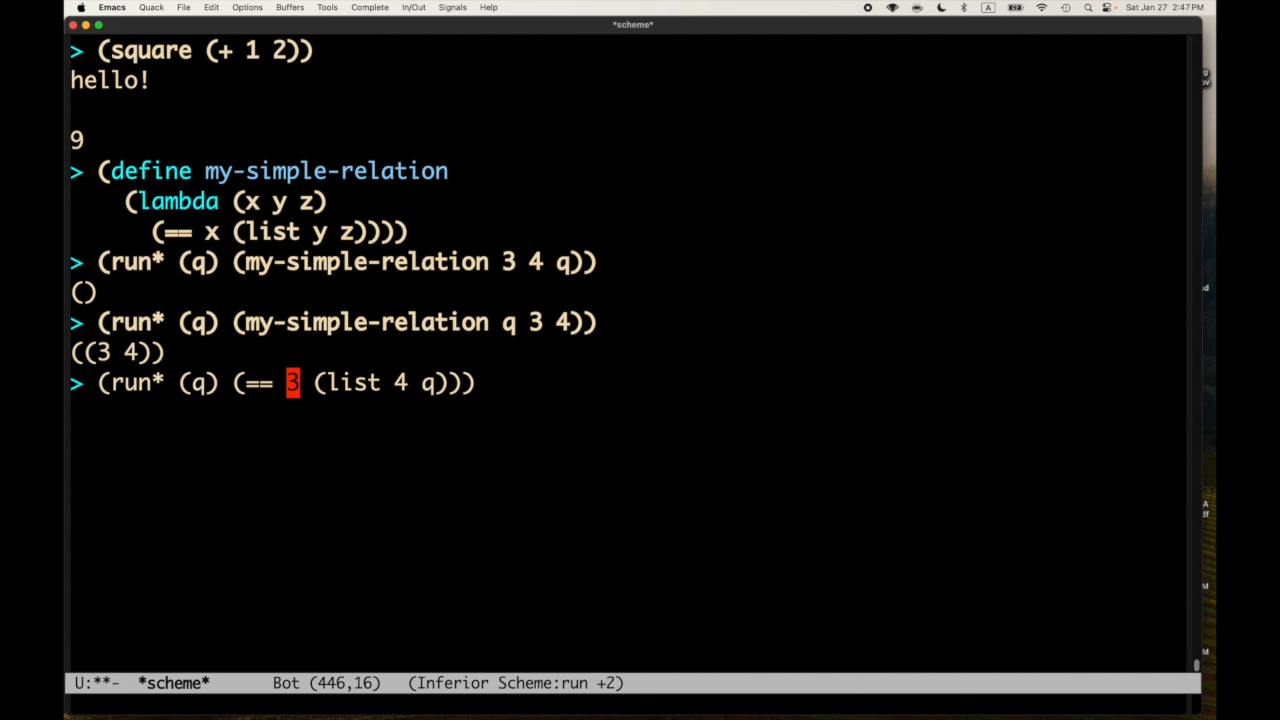 Emacs Quack File Edit Options Buffers Tools Complete In/Out Signals Help A Sat Jan 27 2:47 PM
*scheme*
> (square (+ 1 2))
hello!
9
> (define my-simple-relation
(lambda (x y z)
(== x (list y z))))
> (run* (q) (my-simple-relation 3 4 q))
()
> (run* (q) (my-simple-relation q 3 4))
((3 4))
> (run* (q) (== 3 (list 4 q)))
U:**- *scheme* Bot (446,16) (Inferior Scheme:run +2)